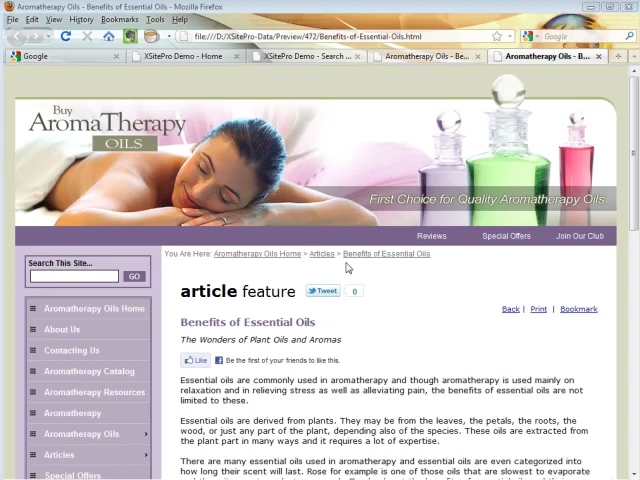 Aromatherapy Oils - Benefits of Essential Oils - Mozilla Firefox
File Edit View History Bookmarks Tools Help
file:///D:/XSitePro-Data/Preview/472/Benefits-of-Essential-Oils.html
Google
Google
XSitePro Demo - Home
XSitePro Demo - Search ...
Aromatherapy Oils - Be...
Aromatherapy Oils - B...
Buy
AROMATHERAPY
OILS
First Choice for Quality Aromatherapy Oils
Reviews Special Offers Join Our Club
Search This Site...
GO
You Are Here: Aromatherapy Oils Home > Articles > Benefits of Essential Oils
Aromatherapy Oils Home
About Us
Contacting Us
Aromatherapy Catalog
Aromatherapy Resources
Aromatherapy
Aromatherapy Oils
Articles
Special Offers
article feature
Tweet 0
Back | Print | Bookmark
Benefits of Essential Oils
The Wonders of Plant Oils and Aromas
Like Be the first of your friends to like this.
Essential oils are commonly used in aromatherapy and though aromatherapy is used mainly on
relaxation and in relieving stress as well as alleviating pain, the benefits of essential oils are not
limited to these.
Essential oils are derived from plants. They may be from the leaves, the petals, the roots, the
wood, or just any part of the plant, depending also of the species. These oils are extracted from
the plant part in many ways and it requires a lot of expertise.
There are many essential oils used in aromatherapy and essential oils are even categorized into
how long their scent will last. Rose for example is one of those oils that are slowest to evaporate